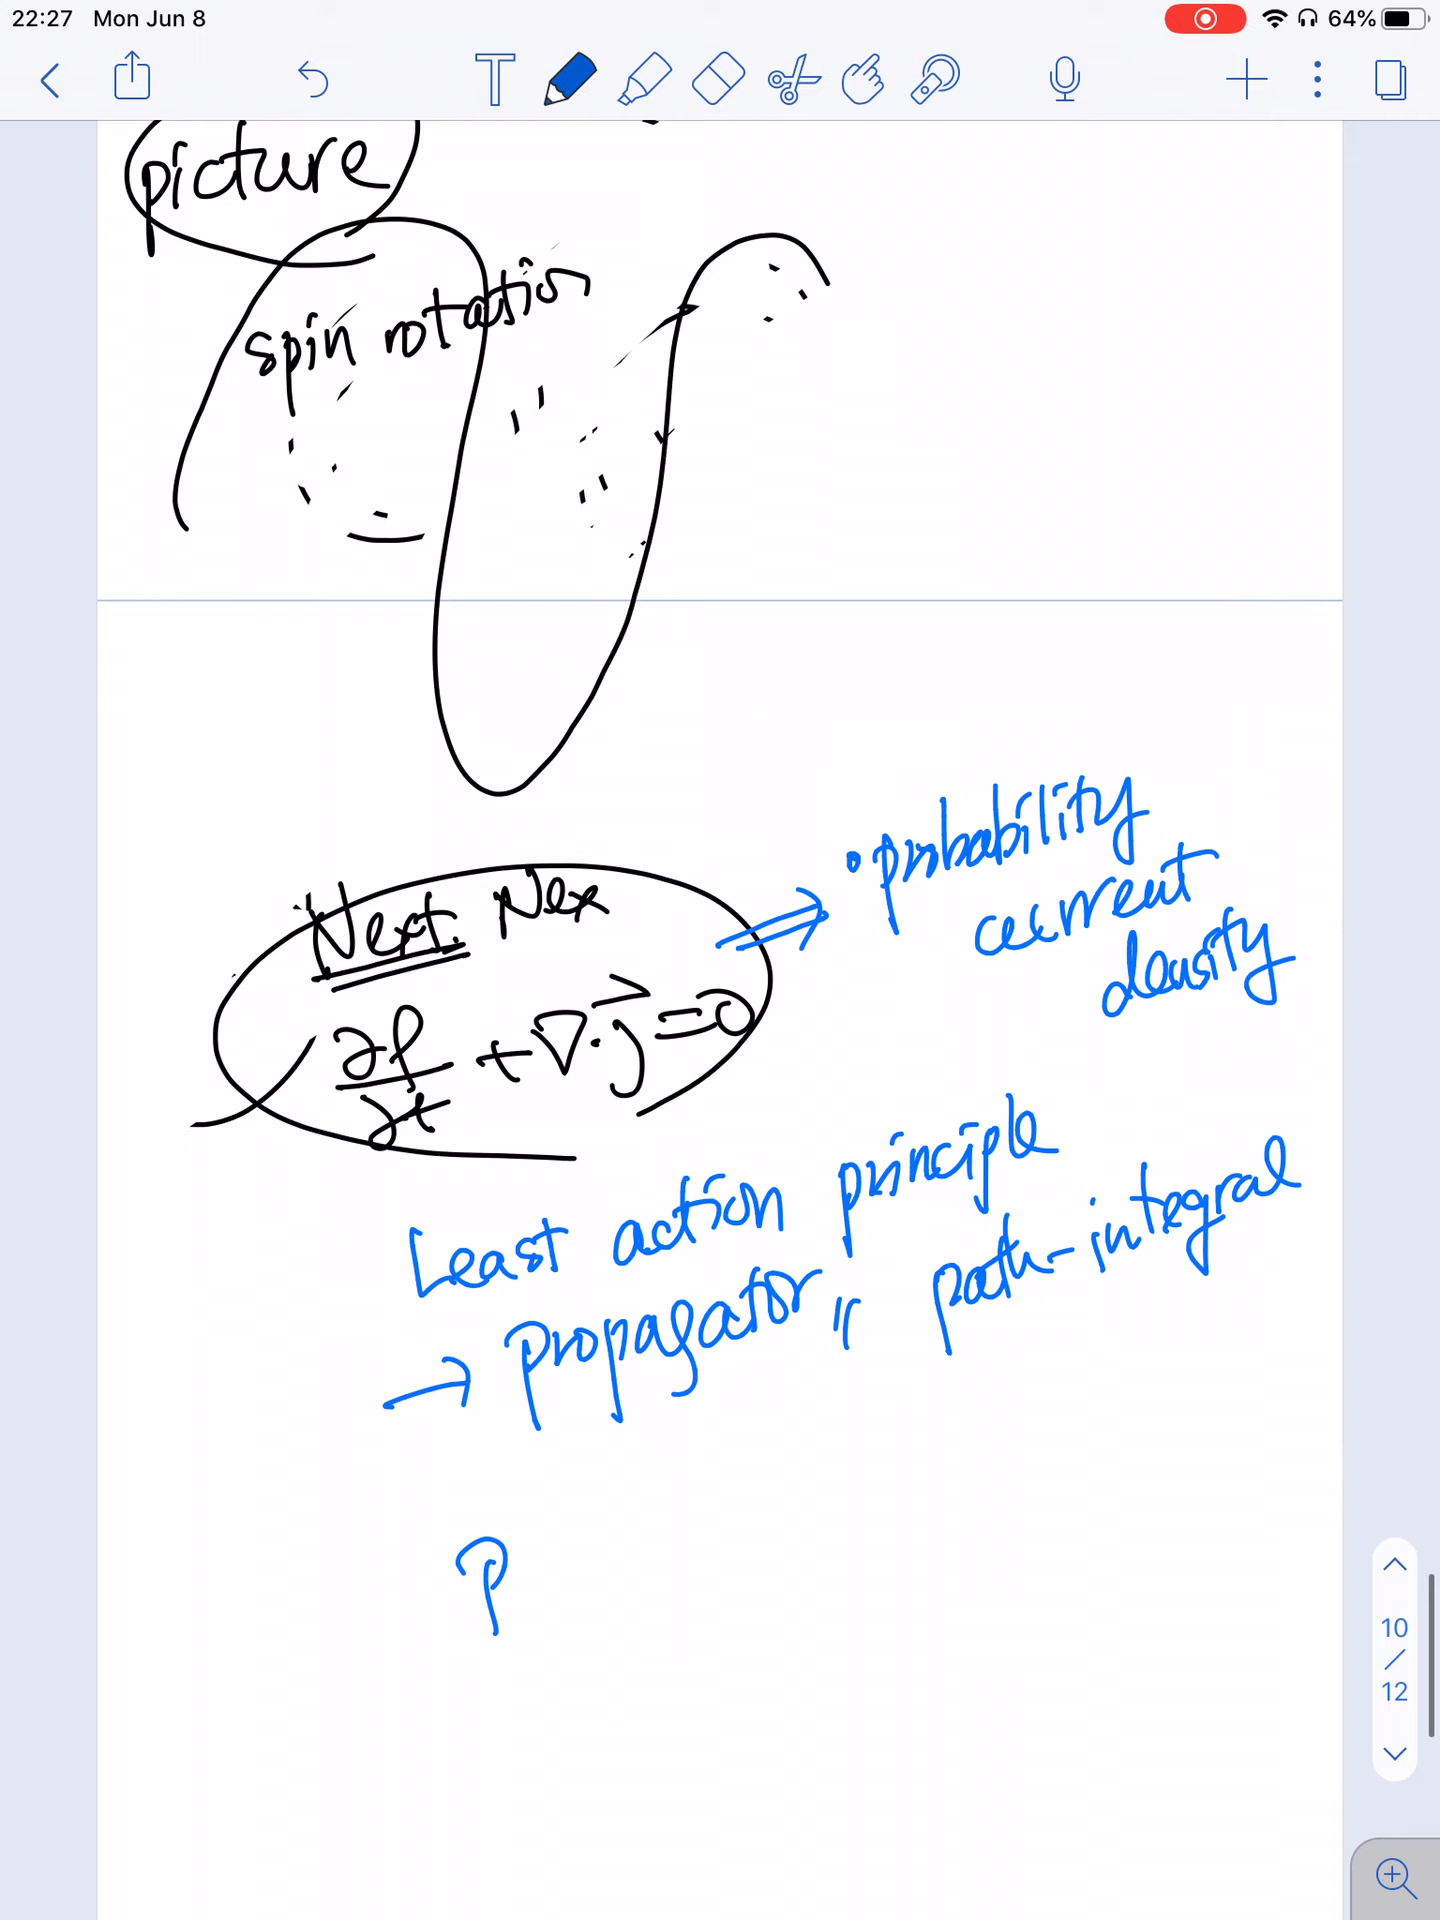 22:27 Mon Jun 8 64%
T
picture
spin rotation
Next. Nex
∂ρ/∂t + ∇·j⃗ = 0
⇒ • probability
current
density
Least action principle
→ propagator, path-integral
P
10
/
12